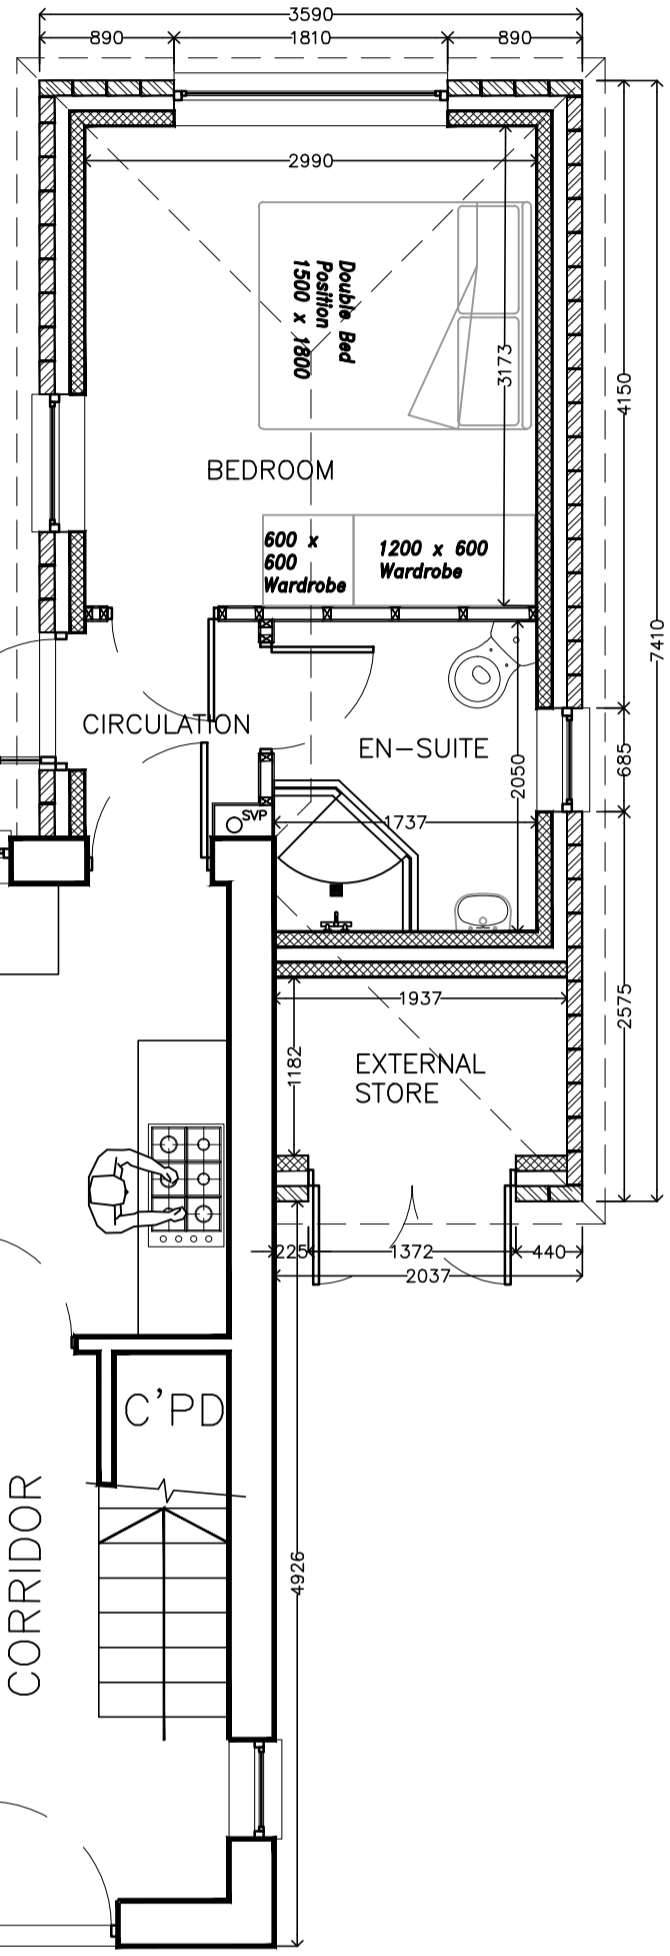 3590
890
1810
890
2990
Double Bed
Position
1500 x 1800
3173
4150
BEDROOM
600 x
600
Wardrobe
1200 x 600
Wardrobe
7410
CIRCULATION
EN-SUITE
2050
685
SVP
1737
1937
2575
1182
EXTERNAL
STORE
225
1372
440
2037
C'PD
CORRIDOR
4926